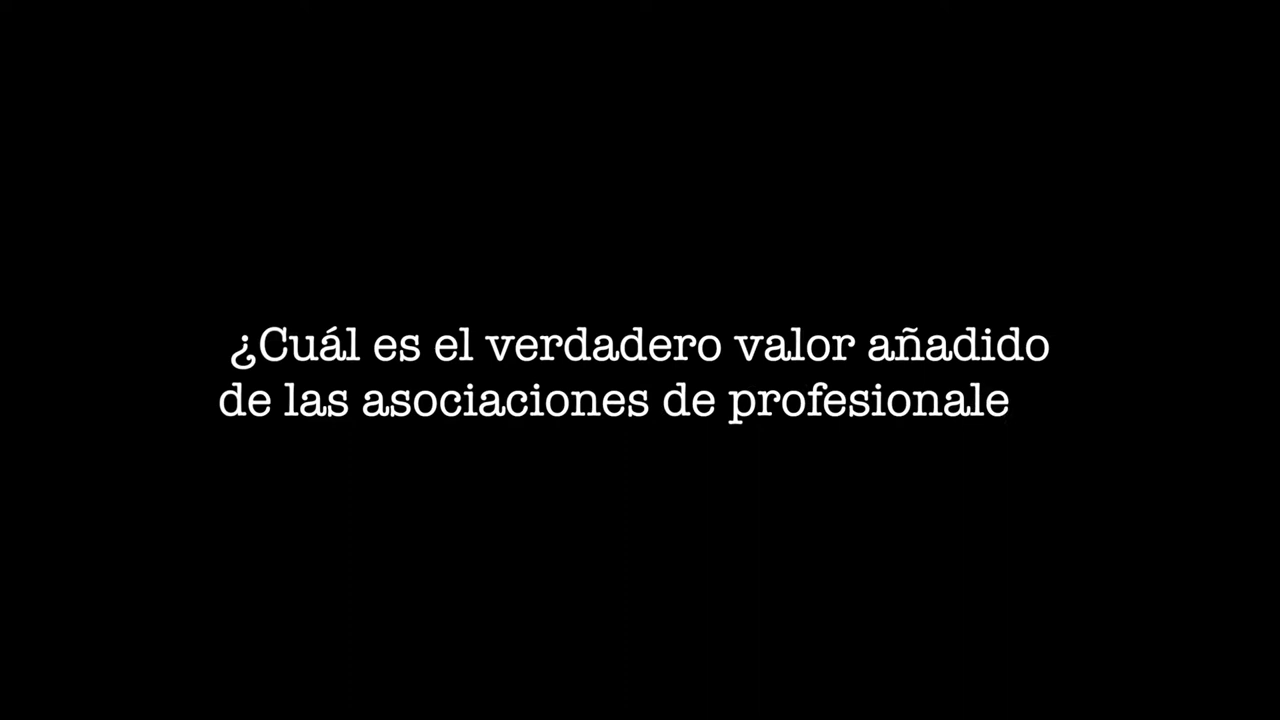 ¿Cuál es el verdadero valor añadido
de las asociaciones de profesionale